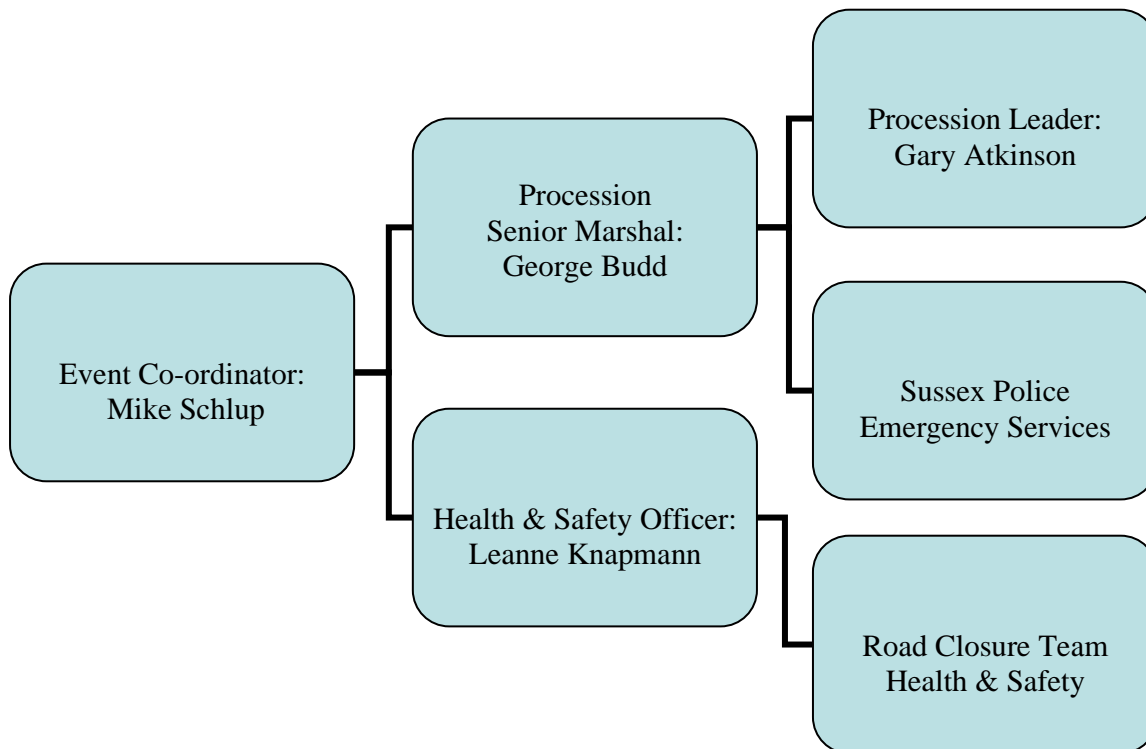 Procession Leader:
Gary Atkinson
Procession
Senior Marshal:
George Budd
Event Co-ordinator:
Mike Schlup
Sussex Police
Emergency Services
Health & Safety Officer:
Leanne Knapmann
Road Closure Team
Health & Safety